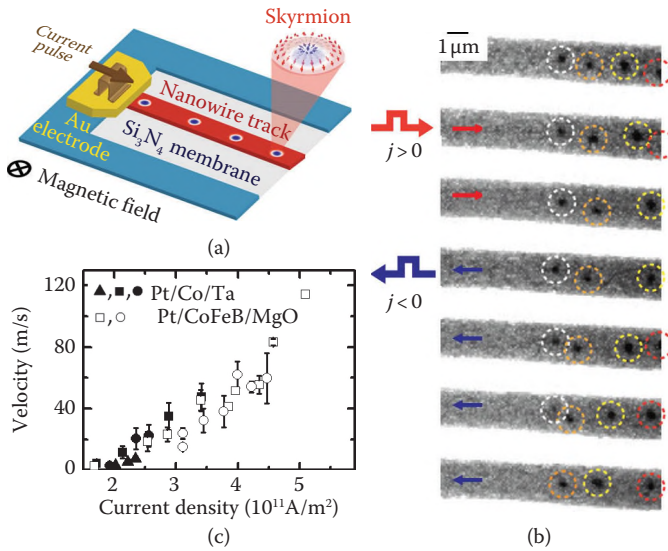 Current
pulse
Au
electrode
Nanowire track
Si3N4 membrane
Magnetic field
Skyrmion
(a)
1 μm
j > 0
j < 0
(b)
Velocity (m/s)
120
80
40
0
▲,■,● Pt/Co/Ta
□,○ Pt/CoFeB/MgO
2 3 4 5
Current density (10¹¹A/m²)
(c)